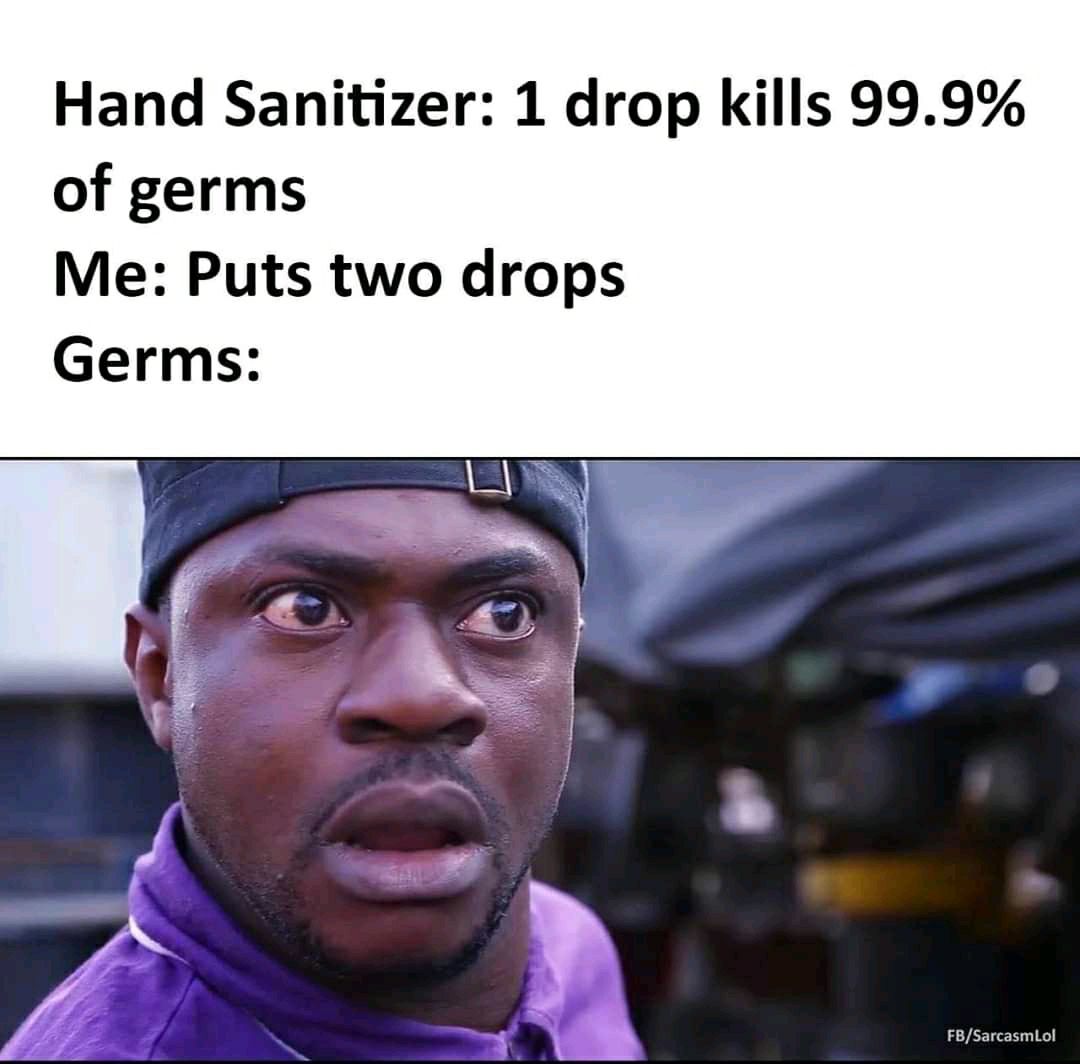 Hand Sanitizer: 1 drop kills 99.9%
of germs
Me: Puts two drops
Germs:
FB/SarcasmLol